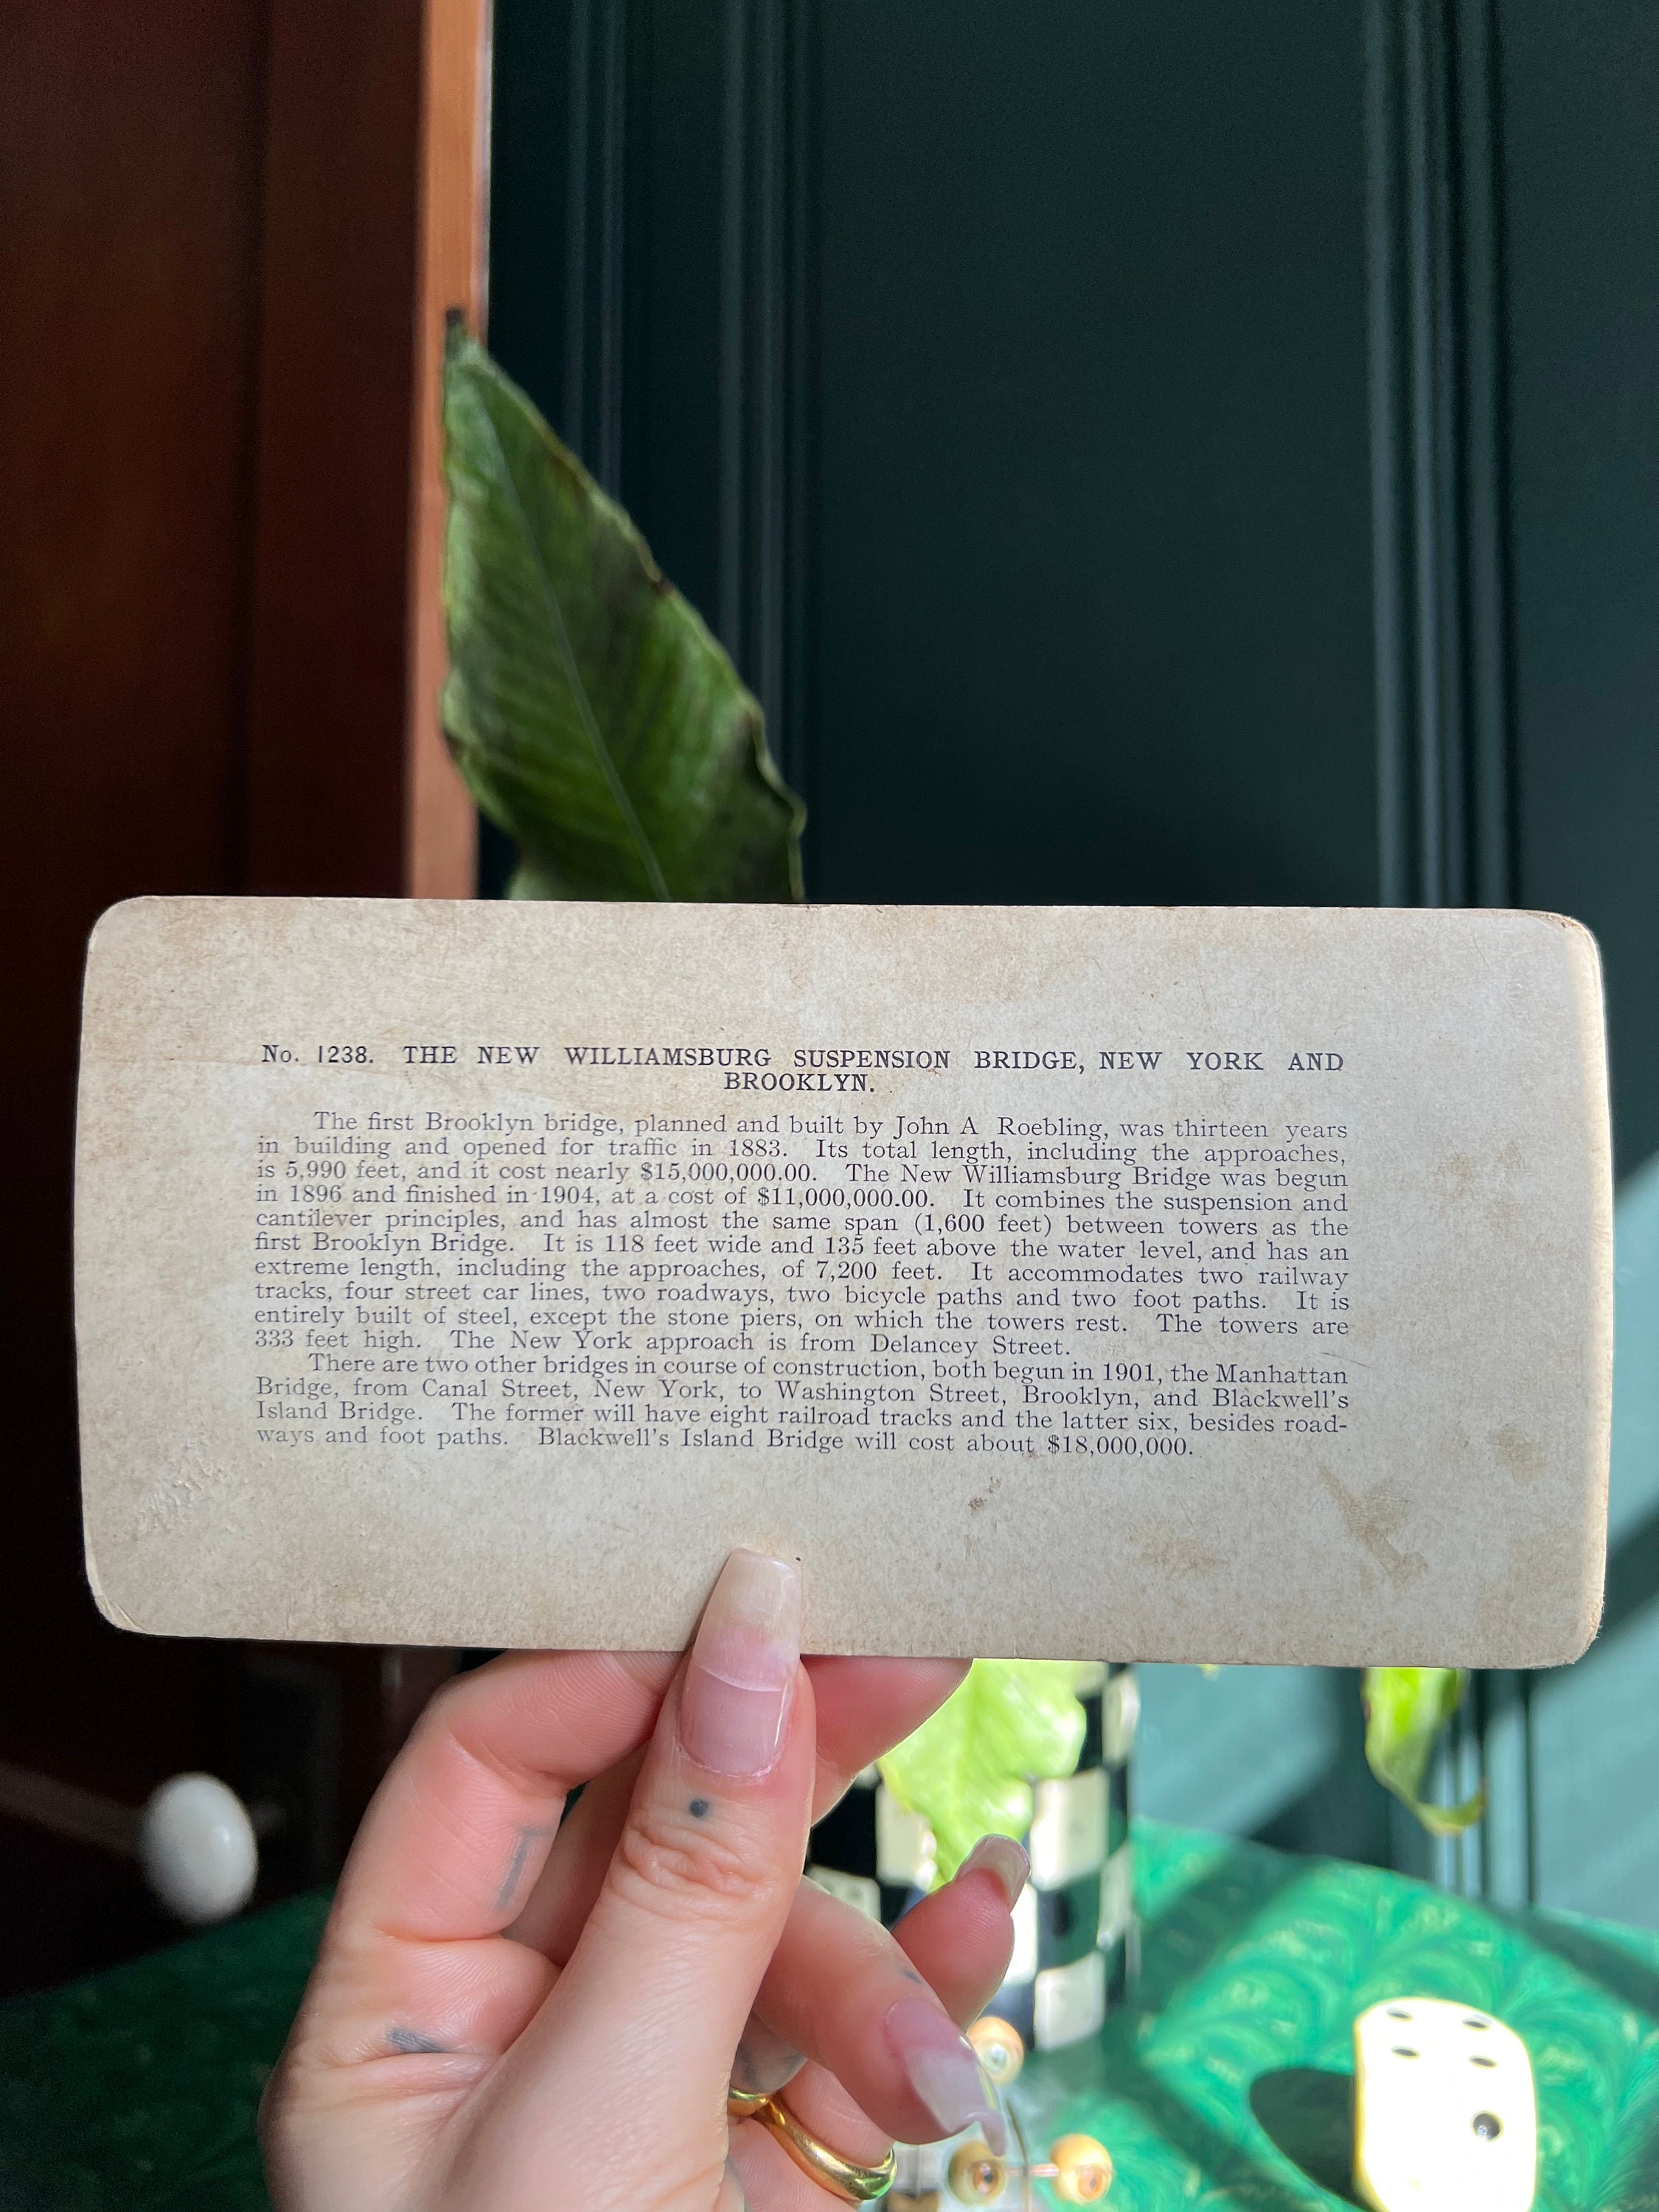 No. 1238. THE NEW WILLIAMSBURG SUSPENSION BRIDGE, NEW YORK AND
BROOKLYN.
The first Brooklyn bridge, planned and built by John A Roebling, was thirteen years
in building and opened for traffic in 1883. Its total length, including the approaches,
is 5,990 feet, and it cost nearly $15,000,000.00. The New Williamsburg Bridge was begun
in 1896 and finished in 1904, at a cost of $11,000,000.00. It combines the suspension and
cantilever principles, and has almost the same span (1,600 feet) between towers as the
first Brooklyn Bridge. It is 118 feet wide and 135 feet above the water level, and has an
extreme length, including the approaches, of 7,200 feet. It accommodates two railway
tracks, four street car lines, two roadways, two bicycle paths and two foot paths. It is
entirely built of steel, except the stone piers, on which the towers rest. The towers are
333 feet high. The New York approach is from Delancey Street.
There are two other bridges in course of construction, both begun in 1901, the Manhattan
Bridge, from Canal Street, New York, to Washington Street, Brooklyn, and Blackwell's
Island Bridge. The former will have eight railroad tracks and the latter six, besides road-
ways and foot paths. Blackwell's Island Bridge will cost about $18,000,000.